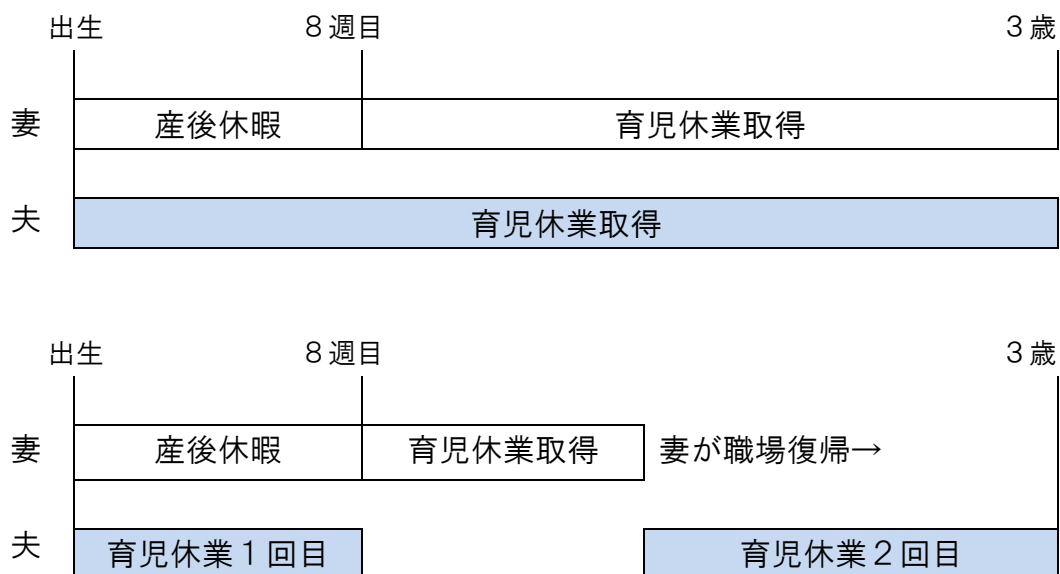 出生 ８週目 ３歳
妻 産後休暇 育児休業取得
夫 育児休業取得
出生 ８週目 ３歳
妻 産後休暇 育児休業取得 妻が職場復帰→
夫 育児休業１回目 育児休業２回目